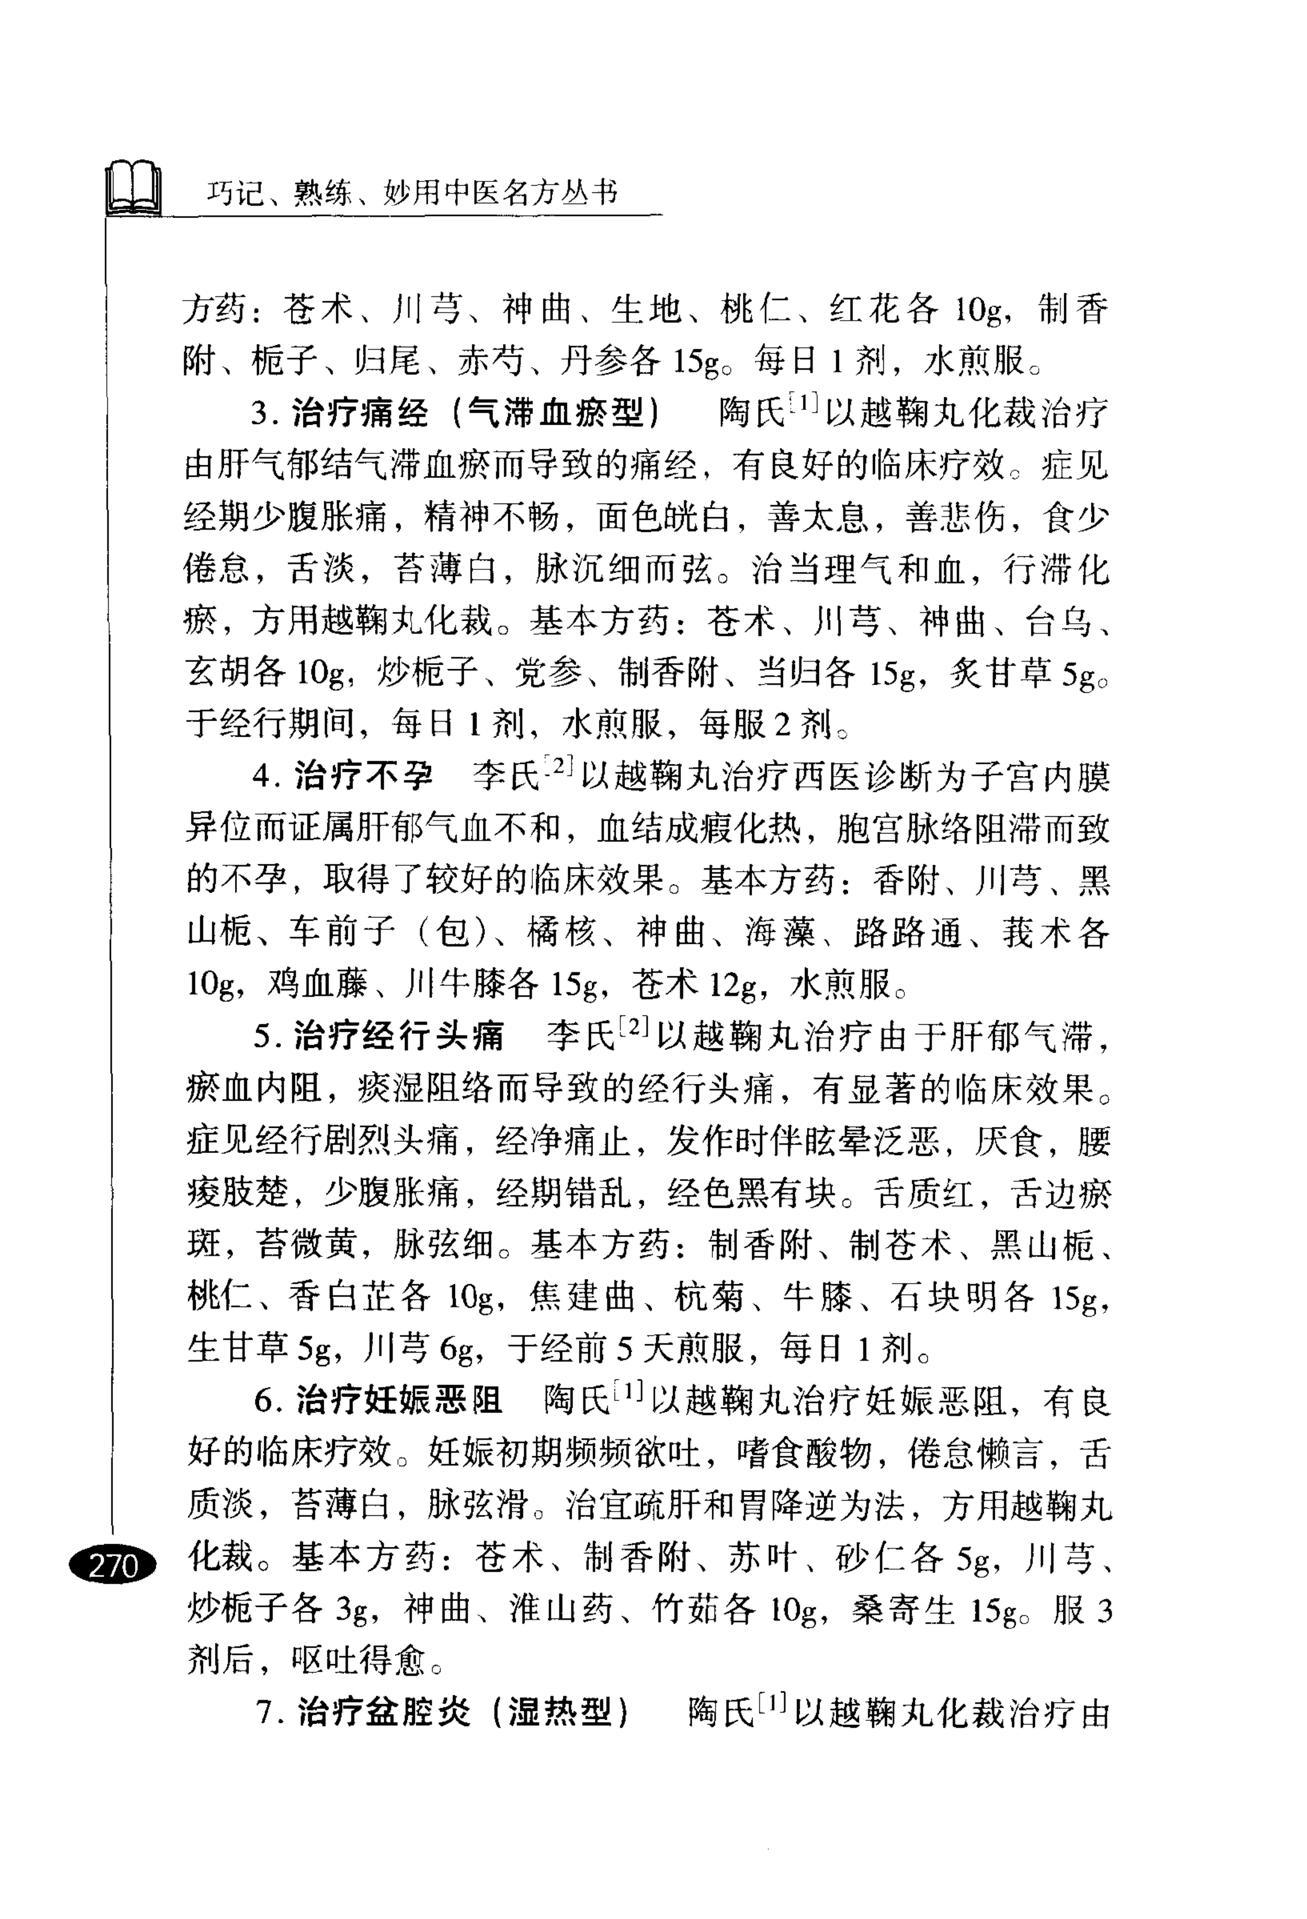 巧记、熟练、妙用中医名方丛书
方药：苍术、川芎、神曲、生地、桃仁、红花各 10g，制香
附、栀子、归尾、赤芍、丹参各 15g。每日 1 剂，水煎服。
3. 治疗痛经（气滞血瘀型） 陶氏[1]以越鞠丸化裁治疗
由肝气郁结气滞血瘀而导致的痛经，有良好的临床疗效。症见
经期少腹胀痛，精神不畅，面色㿠白，善太息，善悲伤，食少
倦怠，舌淡，苔薄白，脉沉细而弦。治当理气和血，行滞化
瘀，方用越鞠丸化裁。基本方药：苍术、川芎、神曲、台乌、
玄胡各 10g，炒栀子、党参、制香附、当归各 15g，炙甘草 5g。
于经行期间，每日 1 剂，水煎服，每服 2 剂。
4. 治疗不孕 李氏[2]以越鞠丸治疗西医诊断为子宫内膜
异位而证属肝郁气血不和，血结成瘕化热，胞宫脉络阻滞而致
的不孕，取得了较好的临床效果。基本方药：香附、川芎、黑
山栀、车前子（包）、橘核、神曲、海藻、路路通、莪术各
10g，鸡血藤、川牛膝各 15g，苍术 12g，水煎服。
5. 治疗经行头痛 李氏[2]以越鞠丸治疗由于肝郁气滞，
瘀血内阻，痰湿阻络而导致的经行头痛，有显著的临床效果。
症见经行剧烈头痛，经净痛止，发作时伴眩晕泛恶，厌食，腰
痠肢楚，少腹胀痛，经期错乱，经色黑有块。舌质红，舌边瘀
斑，苔微黄，脉弦细。基本方药：制香附、制苍术、黑山栀、
桃仁、香白芷各 10g，焦建曲、杭菊、牛膝、石块明各 15g，
生甘草 5g，川芎 6g，于经前 5 天煎服，每日 1 剂。
6. 治疗妊娠恶阻 陶氏[1]以越鞠丸治疗妊娠恶阻，有良
好的临床疗效。妊娠初期频频欲吐，嗜食酸物，倦怠懒言，舌
质淡，苔薄白，脉弦滑。治宜疏肝和胃降逆为法，方用越鞠丸
化裁。基本方药：苍术、制香附、苏叶、砂仁各 5g，川芎、
炒栀子各 3g，神曲、淮山药、竹茹各 10g，桑寄生 15g。服 3
剂后，呕吐得愈。
7. 治疗盆腔炎（湿热型） 陶氏[1]以越鞠丸化裁治疗由
270